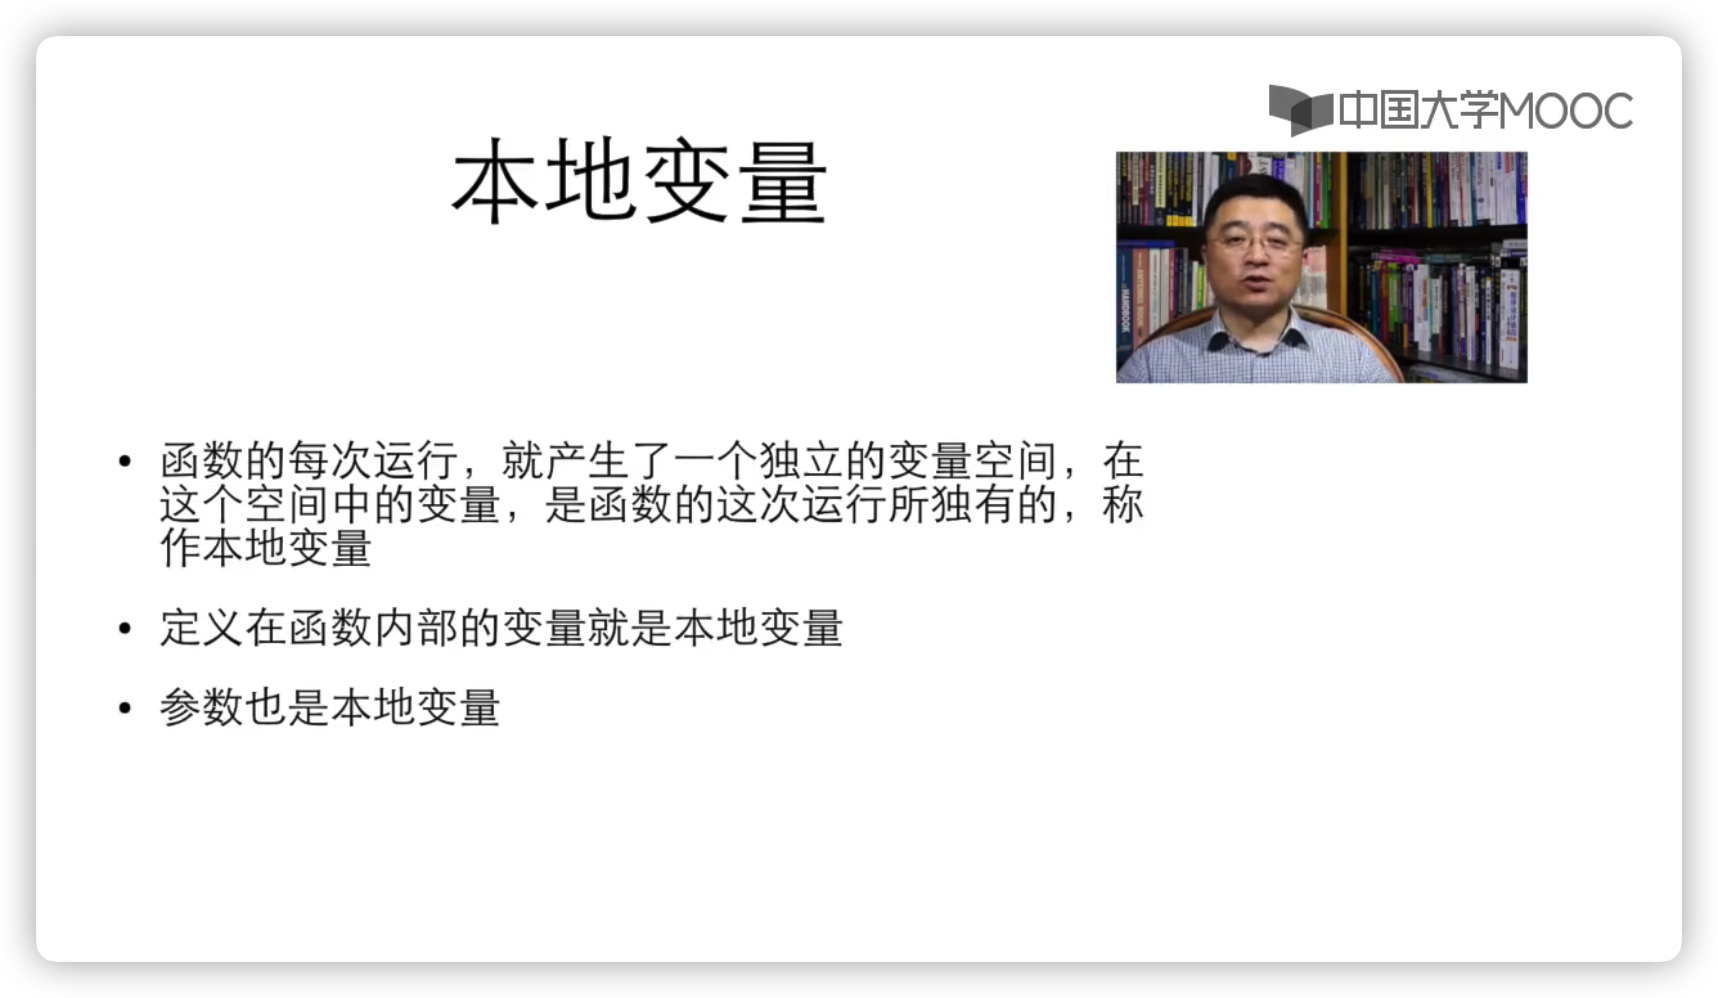 中国大学MOOC
本地变量
HANDBOOK
• 函数的每次运行，就产生了一个独立的变量空间，在
这个空间中的变量，是函数的这次运行所独有的，称
作本地变量
• 定义在函数内部的变量就是本地变量
• 参数也是本地变量